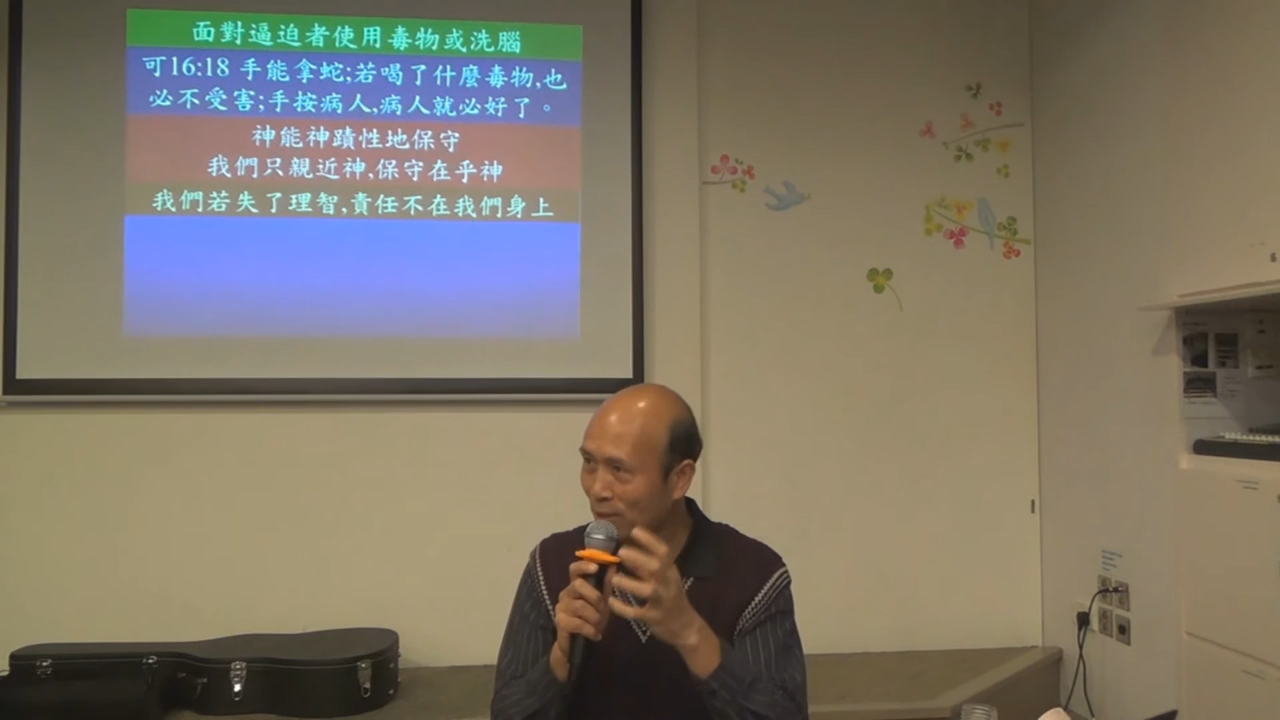 面對逼迫者使用毒物或洗腦
可16:18 手能拿蛇;若喝了什麼毒物,也
必不受害;手按病人,病人就必好了。
神能神蹟性地保守
我們只親近神,保守在乎神
我們若失了理智,責任不在我們身上